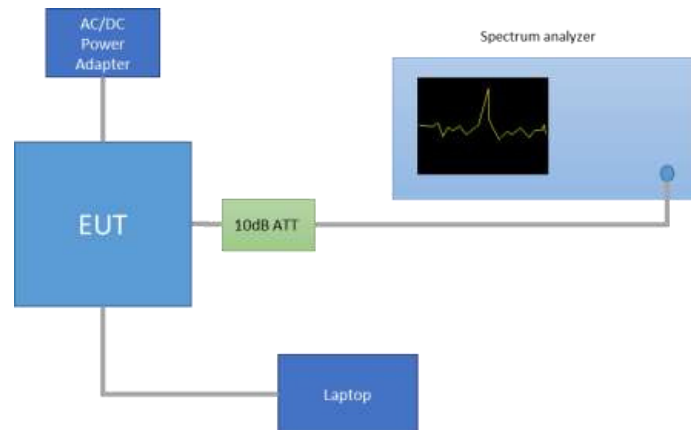 AC/DC
Power
Adapter
Spectrum analyzer
EUT
10dB ATT
Laptop